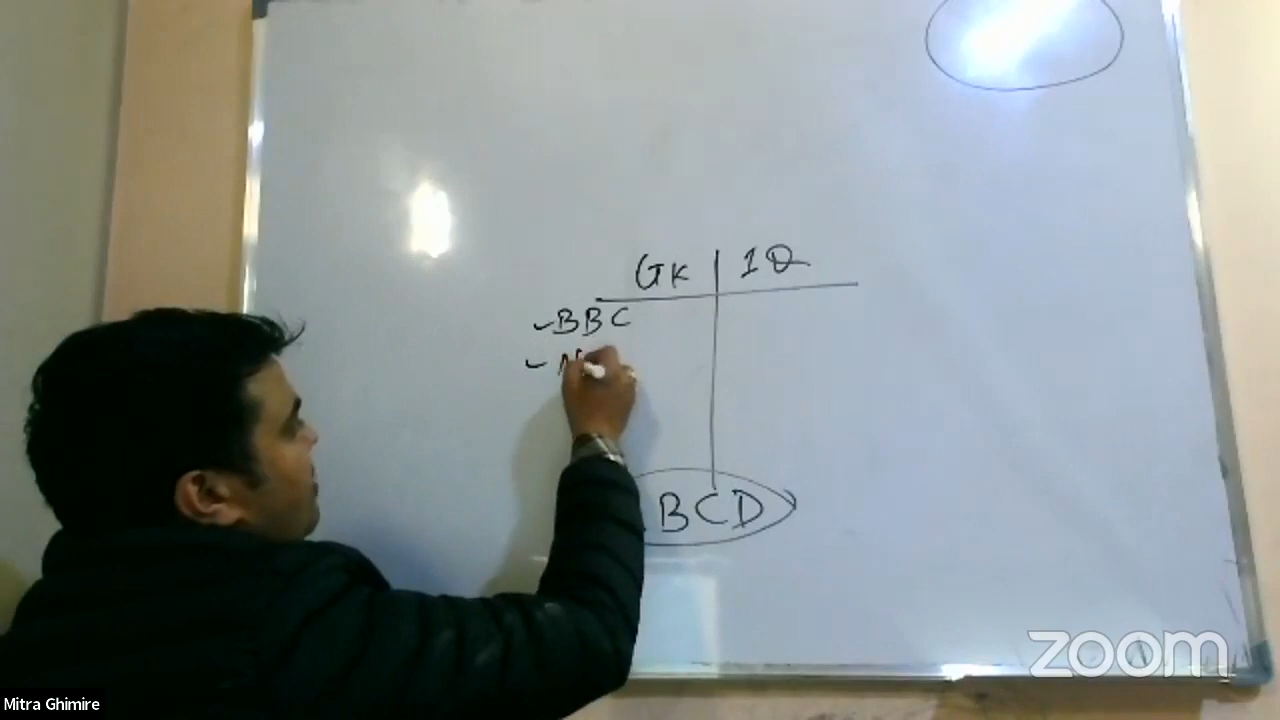 GK IQ
- BBC
-
BCD
zoom
Mitra Ghimire